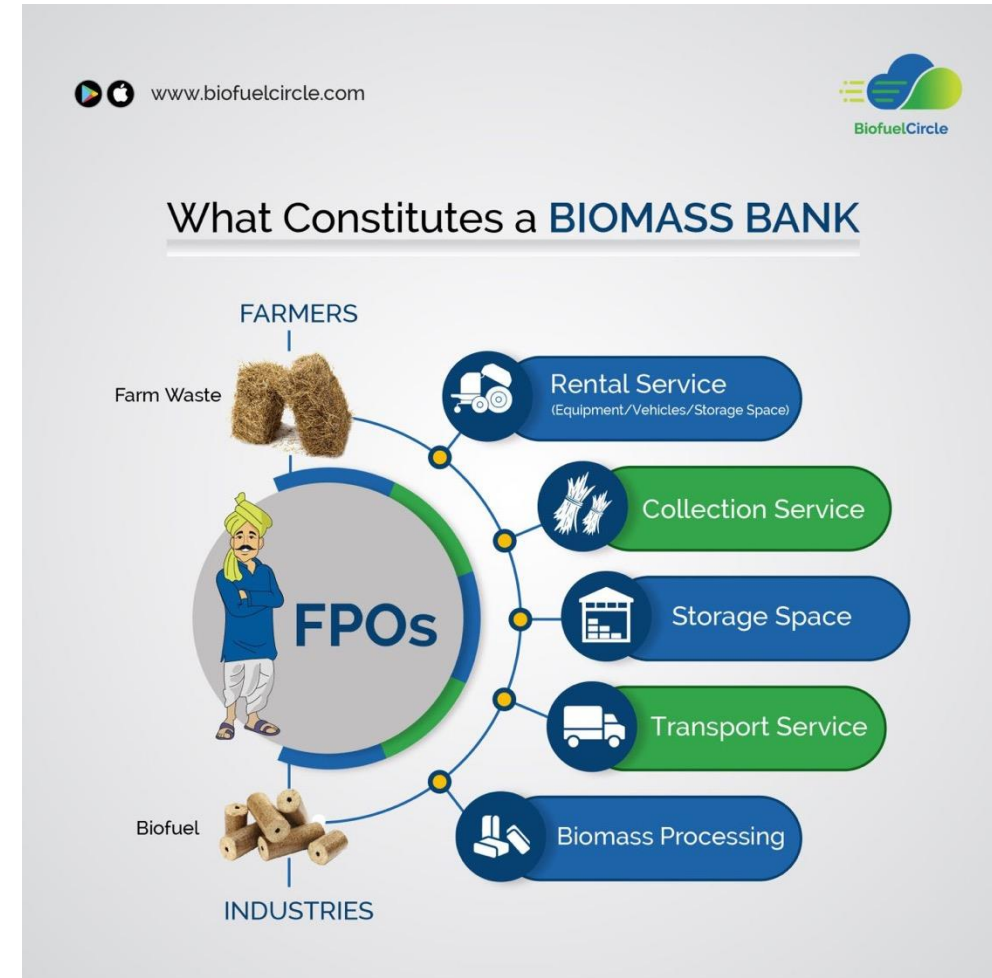 www.biofuelcircle.com
BiofuelCircle
What Constitutes a BIOMASS BANK
FARMERS
Farm Waste
Rental Service
(Equipment/Vehicles/Storage Space)
Collection Service
FPOs
Storage Space
Transport Service
Biofuel
Biomass Processing
INDUSTRIES